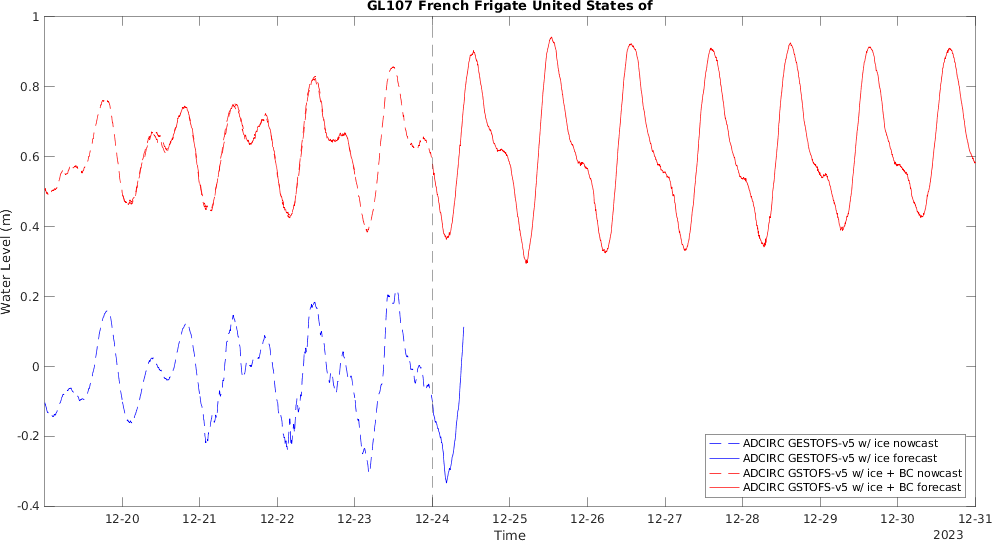 GL107 French Frigate United States of
Water Level (m)
1
0.8
0.6
0.4
0.2
0
-0.2
-0.4
ADCIRC GESTOFS-v5 w/ ice nowcast
ADCIRC GESTOFS-v5 w/ ice forecast
ADCIRC GSTOFS-v5 w/ ice + BC nowcast
ADCIRC GSTOFS-v5 w/ ice + BC forecast
12-20 12-21 12-22 12-23 12-24 12-25 12-26 12-27 12-28 12-29 12-30 12-31
Time
2023